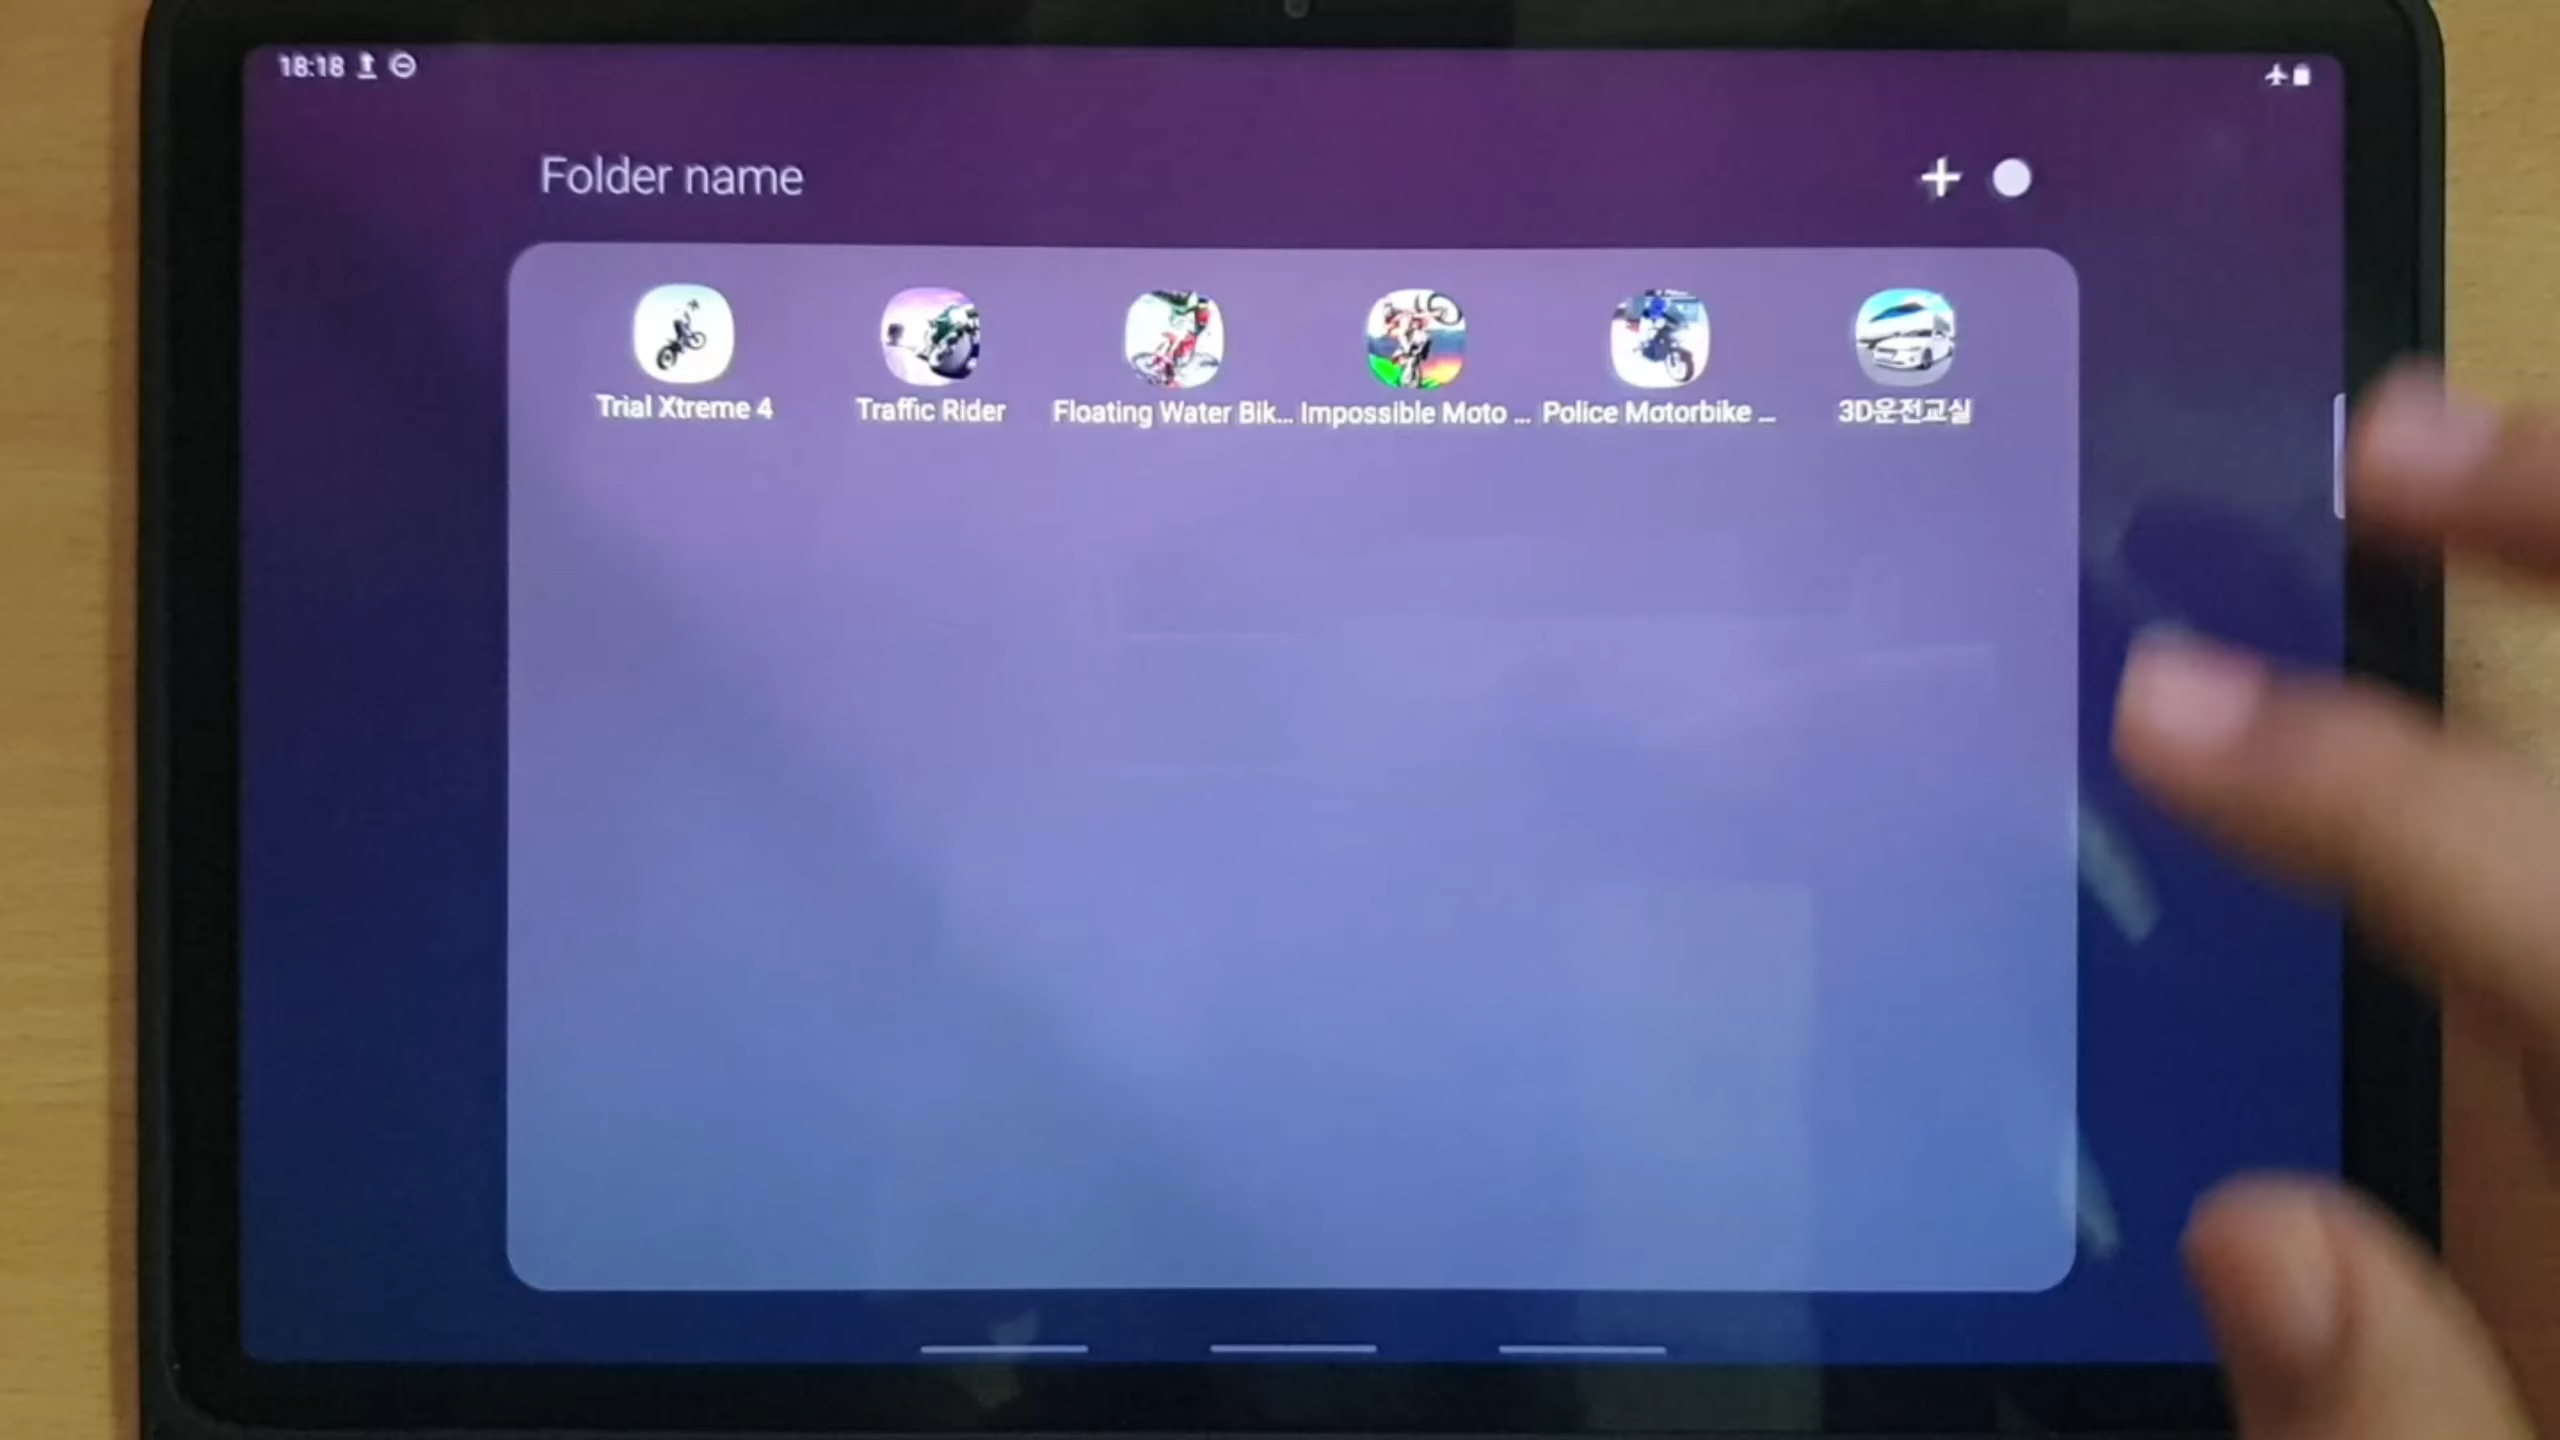 18:18
Folder name
Trial Xtreme 4
Traffic Rider
Floating Water Bik...
Impossible Moto ...
Police Motorbike ...
3D운전교실